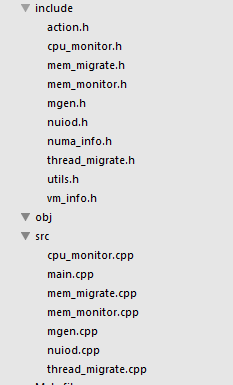 include
action.h
cpu_monitor.h
mem_migrate.h
mem_monitor.h
mgen.h
nuiod.h
numa_info.h
thread_migrate.h
utils.h
vm_info.h
obj
src
cpu_monitor.cpp
main.cpp
mem_migrate.cpp
mem_monitor.cpp
mgen.cpp
nuiod.cpp
thread_migrate.cpp